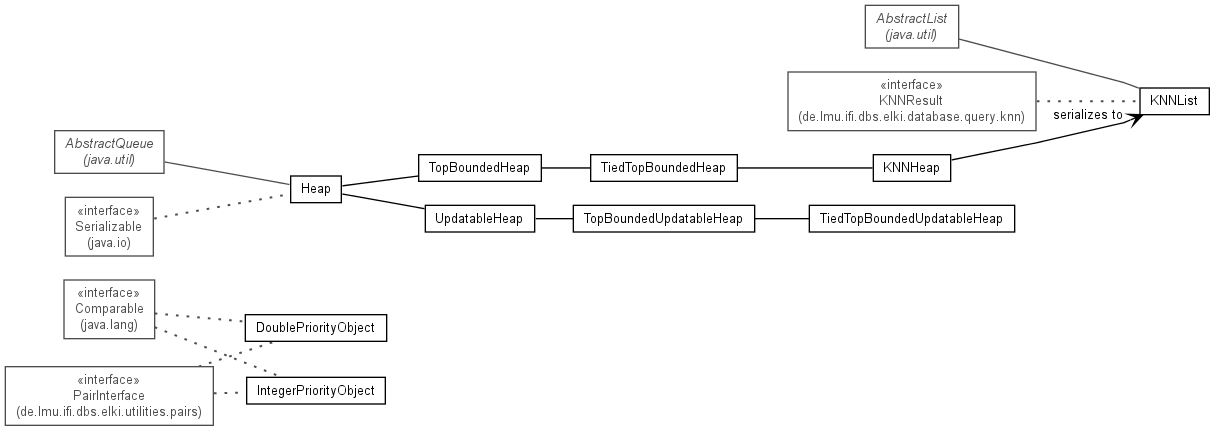 AbstractList
(java.util)
«interface»
KNNResult
(de.lmu.ifi.dbs.elki.database.query.knn)
KNNList
serializes to
AbstractQueue
(java.util)
TopBoundedHeap
TiedTopBoundedHeap
KNNHeap
Heap
«interface»
Serializable
(java.io)
UpdatableHeap
TopBoundedUpdatableHeap
TiedTopBoundedUpdatableHeap
«interface»
Comparable
(java.lang)
DoublePriorityObject
«interface»
PairInterface
(de.lmu.ifi.dbs.elki.utilities.pairs)
IntegerPriorityObject